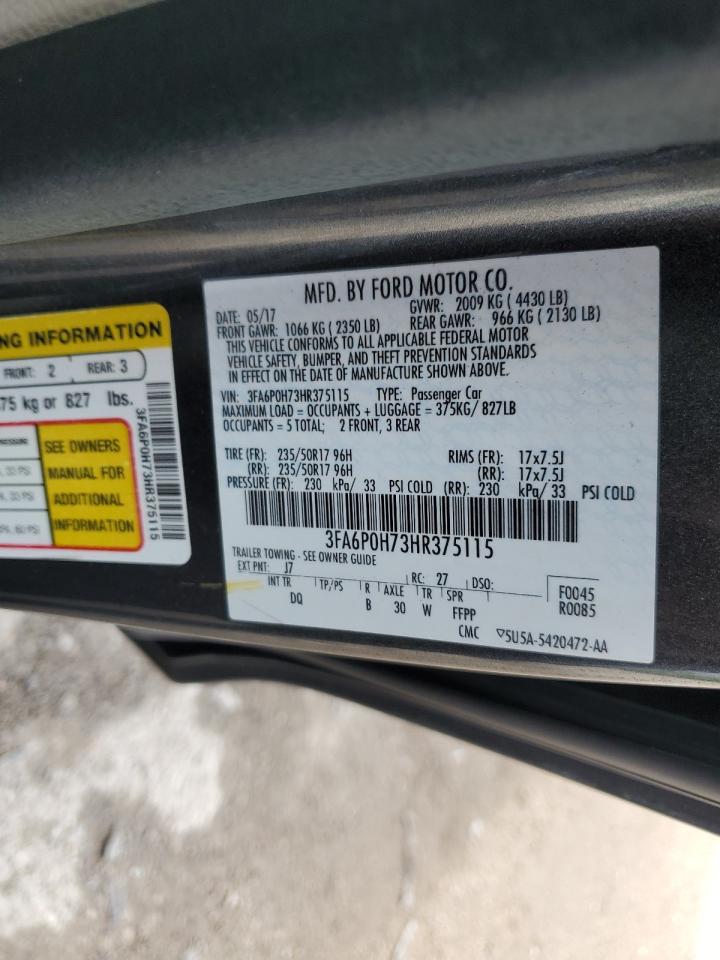 NG INFORMATION
FRONT: 2 REAR: 3
75 kg or 827 lbs.
SEE OWNERS
MANUAL FOR
ADDITIONAL
INFORMATION
3FA6P0H73HR375115
MFD. BY FORD MOTOR CO.
DATE: 05/17 GVWR: 2009 KG ( 4430 LB)
FRONT GAWR: 1066 KG ( 2350 LB) REAR GAWR: 966 KG ( 2130 LB)
THIS VEHICLE CONFORMS TO ALL APPLICABLE FEDERAL MOTOR
VEHICLE SAFETY, BUMPER, AND THEFT PREVENTION STANDARDS
IN EFFECT ON THE DATE OF MANUFACTURE SHOWN ABOVE.
VIN: 3FA6P0H73HR375115 TYPE: Passenger Car
MAXIMUM LOAD = OCCUPANTS + LUGGAGE = 375KG/ 827LB
OCCUPANTS = 5 TOTAL; 2 FRONT, 3 REAR
TIRE (FR): 235/50R17 96H RIMS (FR): 17x7.5J
(RR): 235/50R17 96H (RR): 17x7.5J
PRESSURE (FR): 230 kPa/ 33 PSI COLD (RR): 230 kPa/ 33 PSI COLD
3FA6P0H73HR375115
TRAILER TOWING - SEE OWNER GUIDE
EXT PNT: J7 RC: 27 DSO: F0045
INT TR TP/PS R AXLE TR SPR R0085
DQ B 30 W FFPP
CMC ▽5U5A-5420472-AA